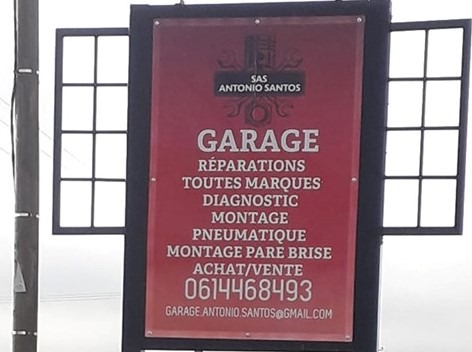 SAS
ANTONIO SANTOS
GARAGE
RÉPARATIONS
TOUTES MARQUES
DIAGNOSTIC
MONTAGE
PNEUMATIQUE
MONTAGE PARE BRISE
ACHAT/VENTE
0614468493
GARAGE.ANTONIO.SANTOS@GMAIL.COM